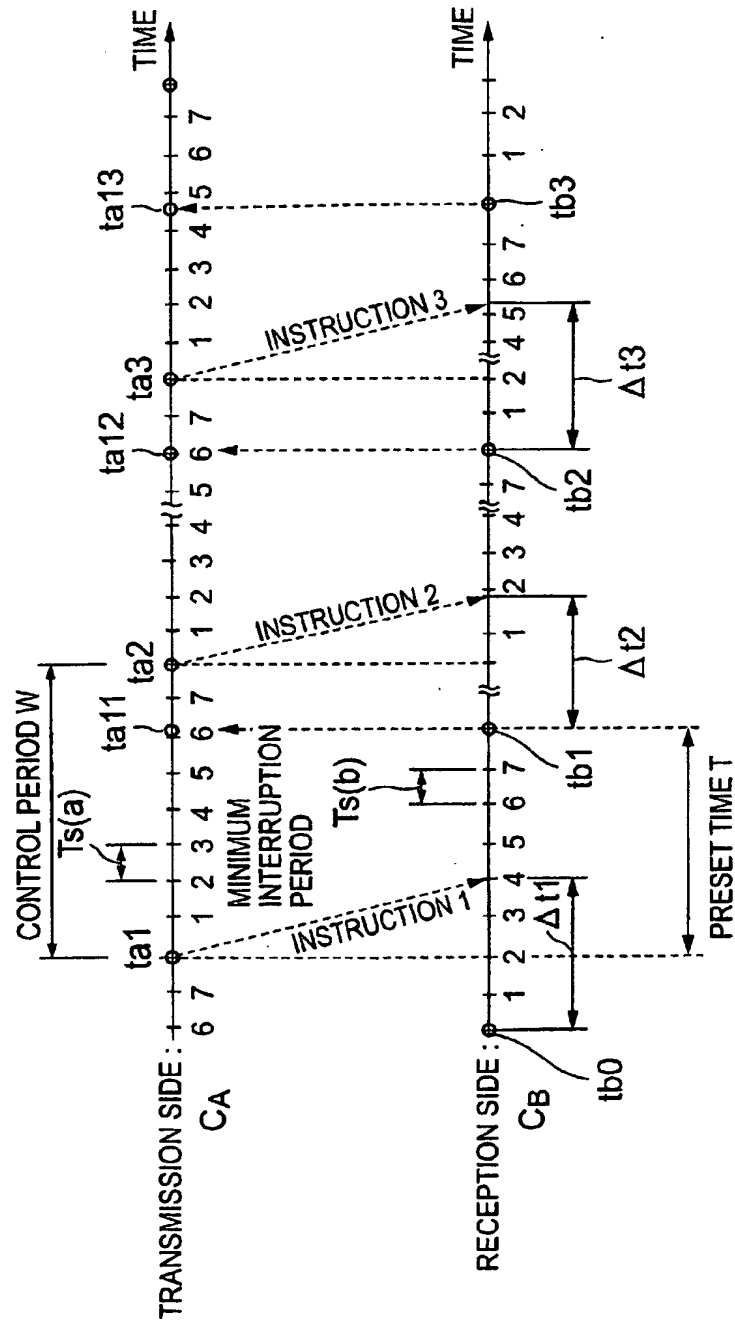 CONTROL PERIOD W
Ts(a)
ta1 ta11 ta2 ta12 ta3 ta13 TIME
TRANSMISSION SIDE :
CA
6 7 1 2 3 4 5 6 7 1 2 3 4 5 6 7 1 2 3 4 5 6 7
MINIMUM
INTERRUPTION
PERIOD
INSTRUCTION 1
INSTRUCTION 2
INSTRUCTION 3
Ts(b)
TIME
RECEPTION SIDE :
CB
1 2 3 4 5 6 7 1 2 3 4 7 1 2 4 5 6 7 1 2
tb0
Δt1
tb1
Δt2
tb2
Δt3
tb3
PRESET TIME T